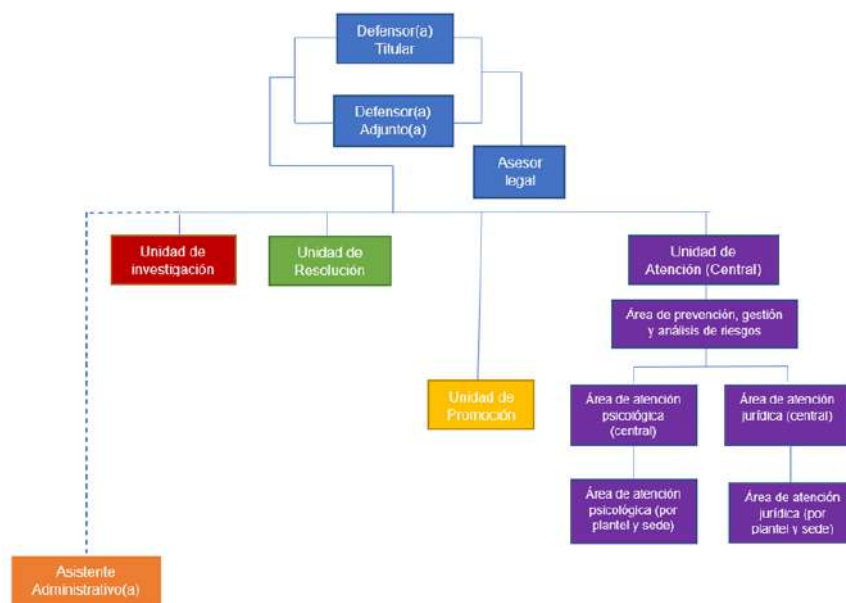 Defensor(a)
Titular
Defensor(a)
Adjunto(a)
Asesor
legal
Unidad de
investigación
Unidad de
Resolución
Unidad de
Atención (Central)
Área de prevención, gestión
y análisis de riesgos
Unidad de
Promoción
Área de atención
psicológica
(central)
Área de atención
jurídica (central)
Área de atención
psicológica (por
plantel y sede)
Área de atención
jurídica (por
plantel y sede)
Asistente
Administrativo(a)